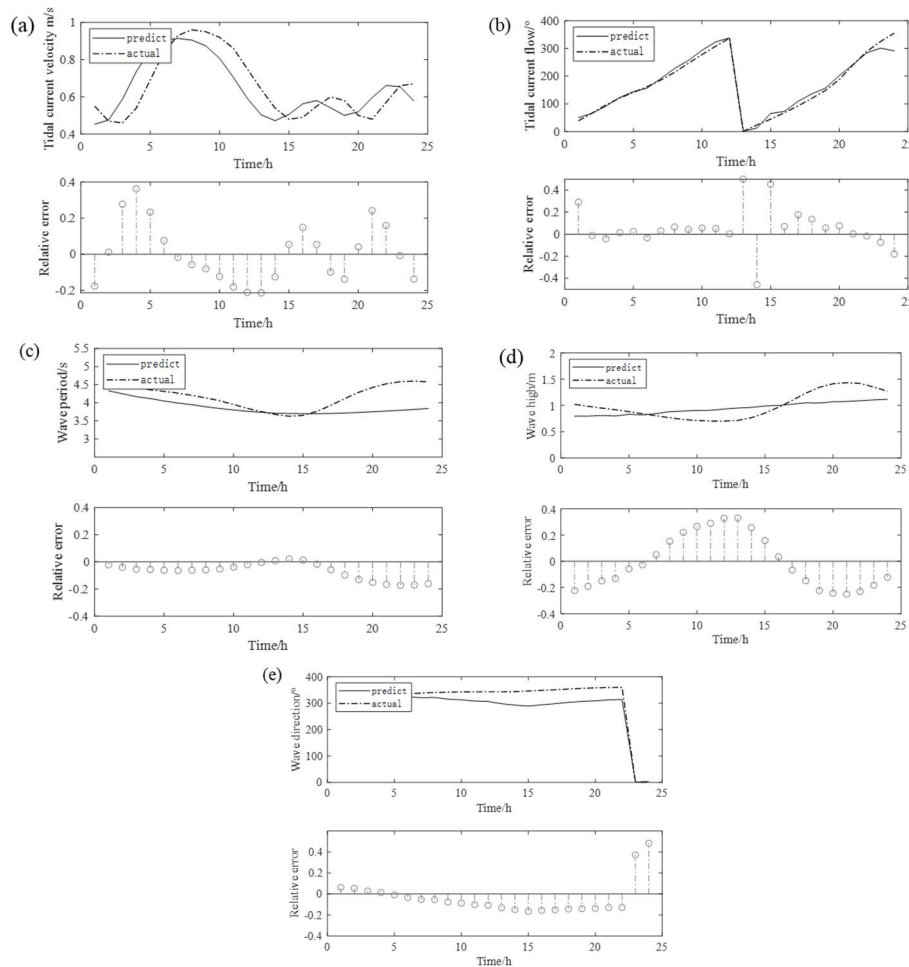 (a)
Tidal current velocity m/s
1
0.8
0.6
0.4
predict
actual
0 5 10 15 20 25
Time/h
Relative error
0.4
0.2
0
-0.2
0 5 10 15 20 25
Time/h
(b)
Tidal current flow/°
400
300
200
100
0
predict
actual
0 5 10 15 20 25
Time/h
Relative error
0.4
0.2
0
-0.2
-0.4
0 5 10 15 20 25
Time/h
(c)
Wave period/s
5.5
5
4.5
4
3.5
3
predict
actual
0 5 10 15 20 25
Time/h
Relative error
0.4
0.2
0
-0.2
-0.4
0 5 10 15 20 25
Time/h
(d)
Wave high/m
2
1.5
1
0.5
0
predict
actual
0 5 10 15 20 25
Time/h
Relative error
0.4
0.2
0
-0.2
-0.4
0 5 10 15 20 25
Time/h
(e)
Wave direction/°
400
300
200
100
0
predict
actual
0 5 10 15 20 25
Time/h
Relative error
0.4
0.2
0
-0.2
-0.4
0 5 10 15 20 25
Time/h